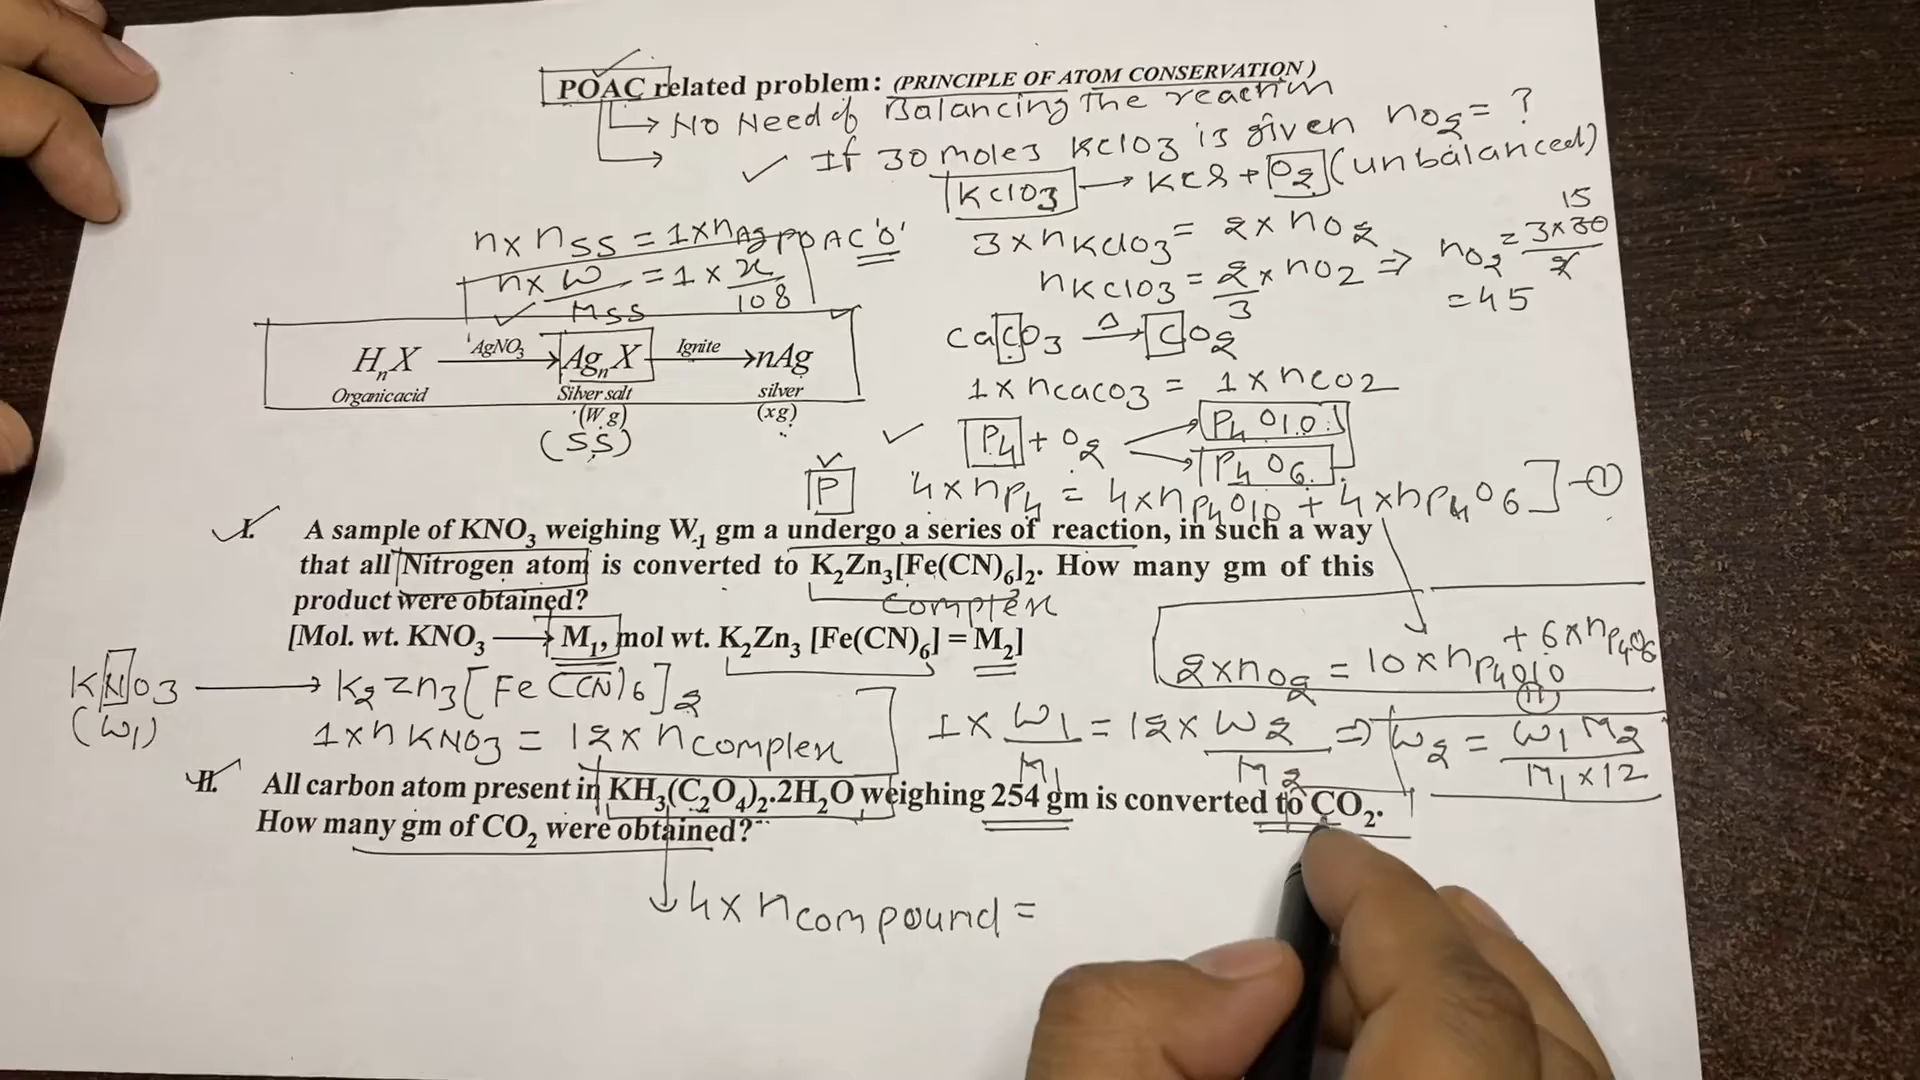 POAC related problem: (PRINCIPLE OF ATOM CONSERVATION)
→ No Need of Balancing The reaction
→ ✓ If 30 moles KClO3 is given nO2 = ?
KClO3 → KCl + O2 (unbalanced)
POAC 'O'
3 × nKClO3 = 2 × nO2
nKClO3 = 2/3 × nO2 ⇒ nO2 = 3×30/2
15
= 45
n × nSS = 1 × nAg
n × W/MSS = 1 × x/108
HnX —AgNO3→ AgnX —Ignite→ nAg
Organic acid Silver salt silver
(W g) (x g)
(SS)
CaCO3 —Δ→ CO2
1 × nCaCO3 = 1 × nCO2
✓ P4 + O2 → P4O10
→ P4O6
P 4 × nP4 = 4 × nP4O10 + 4 × nP4O6 ] — ①
I. A sample of KNO3 weighing W1 gm a undergo a series of reaction, in such a way
that all Nitrogen atom is converted to K2Zn3[Fe(CN)6]2. How many gm of this
product were obtained?
complex
[Mol. wt. KNO3 → M1, mol wt. K2Zn3 [Fe(CN)6] = M2]
2 × nO2 = 10 × nP4O10 + 6 × nP4O6
⑪
KNO3 → K2Zn3[Fe(CN)6]2
(W1)
1 × nKNO3 = 12 × ncomplex
1 × W1/M1 = 12 × W2/M2 ⇒ W2 = W1 M2/M1 × 12
II. All carbon atom present in KH3(C2O4)2.2H2O weighing 254 gm is converted to CO2.
How many gm of CO2 were obtained?
4 × ncompound =